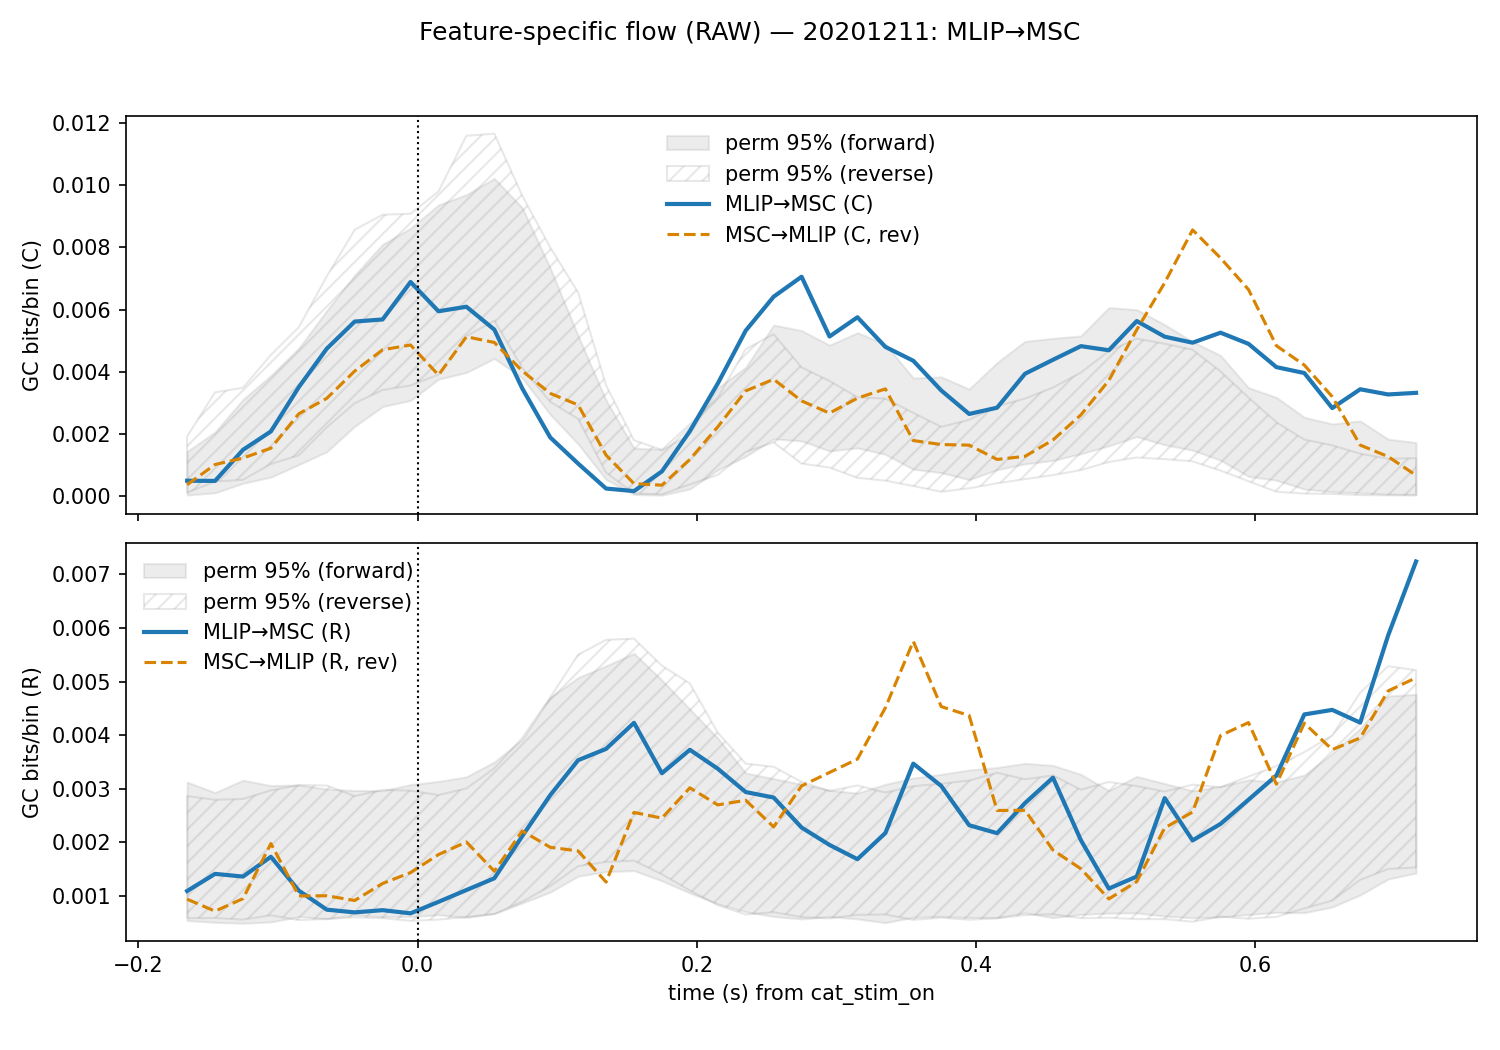 Feature-specific flow (RAW) — 20201211: MLIP→MSC
GC bits/bin (C)
0.012
0.010
0.008
0.006
0.004
0.002
0.000
perm 95% (forward)
perm 95% (reverse)
MLIP→MSC (C)
MSC→MLIP (C, rev)
GC bits/bin (R)
0.007
0.006
0.005
0.004
0.003
0.002
0.001
perm 95% (forward)
perm 95% (reverse)
MLIP→MSC (R)
MSC→MLIP (R, rev)
−0.2
0.0
0.2
0.4
0.6
time (s) from cat_stim_on